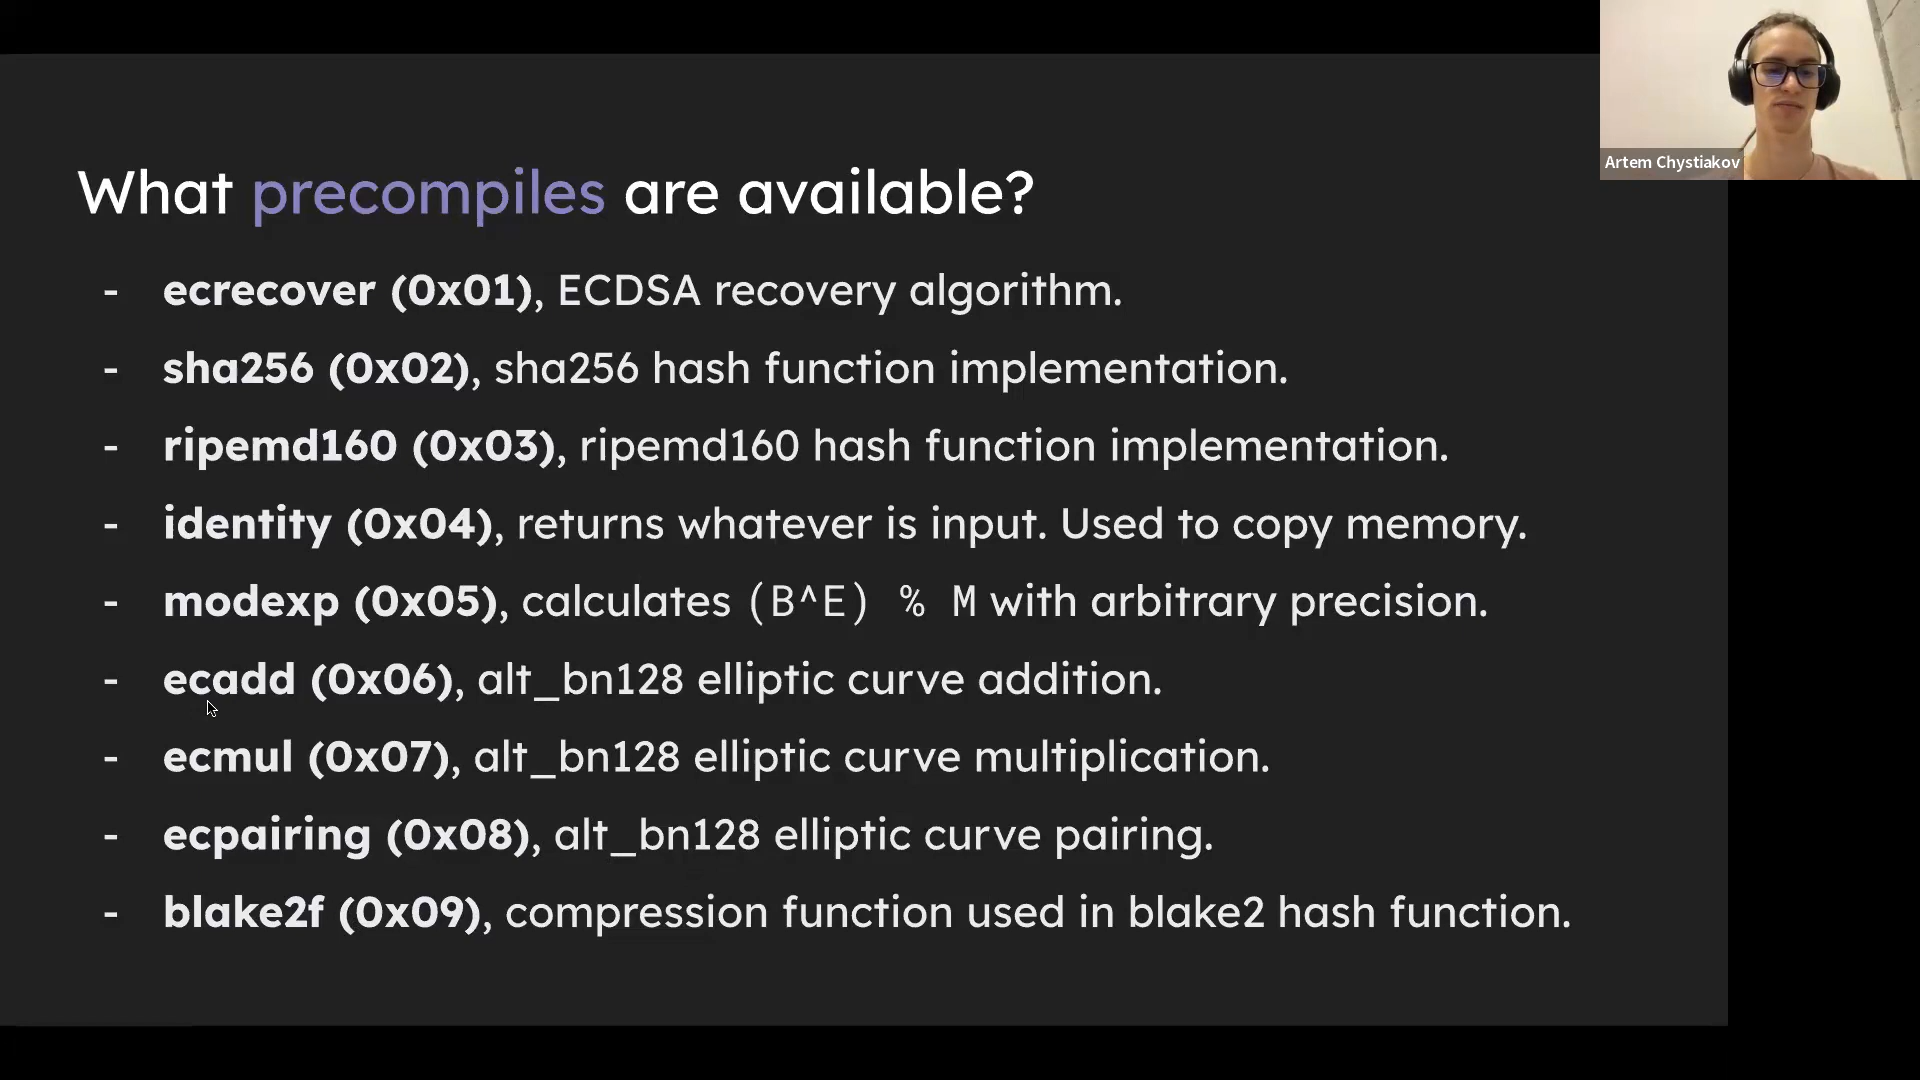 Artem Chystiakov
What precompiles are available?
- ecrecover (0x01), ECDSA recovery algorithm.
- sha256 (0x02), sha256 hash function implementation.
- ripemd160 (0x03), ripemd160 hash function implementation.
- identity (0x04), returns whatever is input. Used to copy memory.
- modexp (0x05), calculates (B^E) % M with arbitrary precision.
- ecadd (0x06), alt_bn128 elliptic curve addition.
- ecmul (0x07), alt_bn128 elliptic curve multiplication.
- ecpairing (0x08), alt_bn128 elliptic curve pairing.
- blake2f (0x09), compression function used in blake2 hash function.